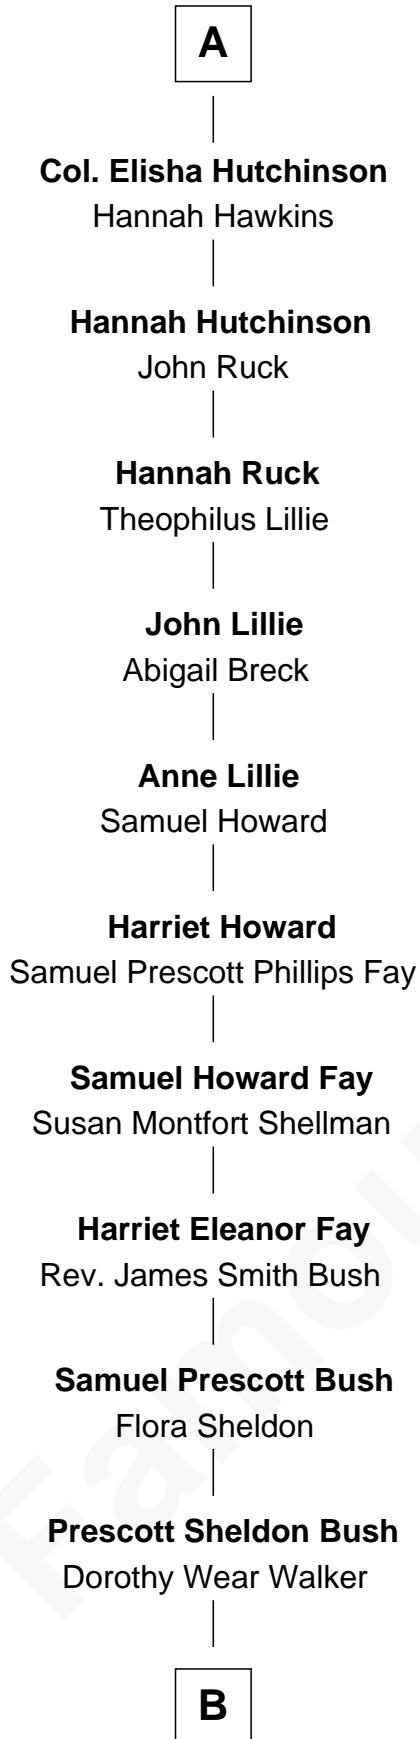 A
Col. Elisha Hutchinson
Hannah Hawkins
Hannah Hutchinson
John Ruck
Hannah Ruck
Theophilus Lillie
John Lillie
Abigail Breck
Anne Lillie
Samuel Howard
Harriet Howard
Samuel Prescott Phillips Fay
Samuel Howard Fay
Susan Montfort Shellman
Harriet Eleanor Fay
Rev. James Smith Bush
Samuel Prescott Bush
Flora Sheldon
Prescott Sheldon Bush
Dorothy Wear Walker
B
Famou